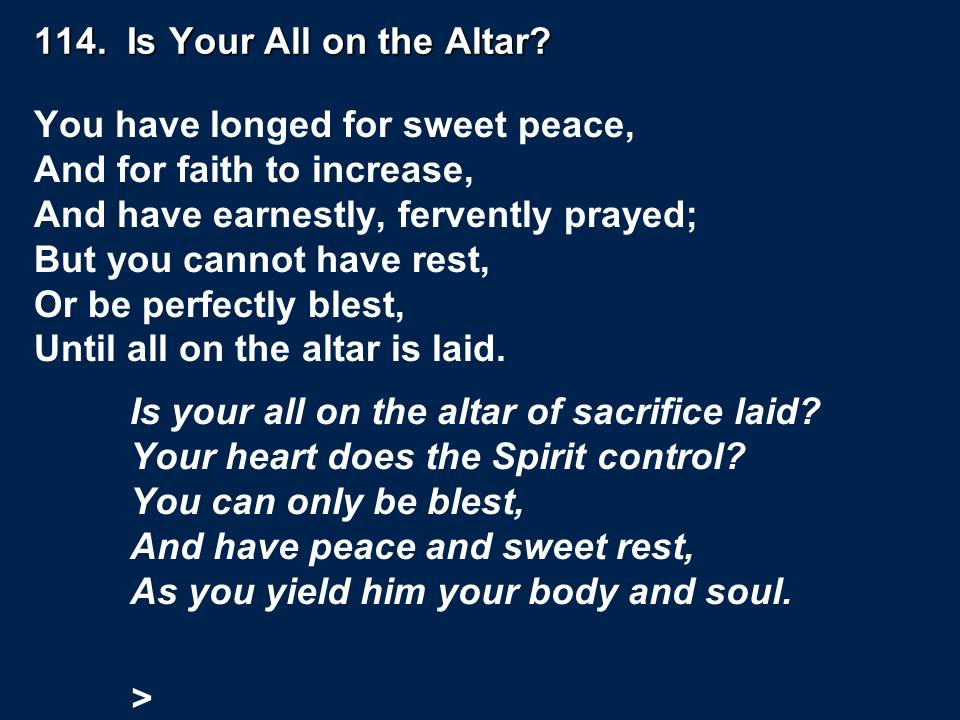 114. Is Your All on the Altar?
You have longed for sweet peace,
And for faith to increase,
And have earnestly, fervently prayed;
But you cannot have rest,
Or be perfectly blest,
Until all on the altar is laid.
Is your all on the altar of sacrifice laid?
Your heart does the Spirit control?
You can only be blest,
And have peace and sweet rest,
As you yield him your body and soul.
>